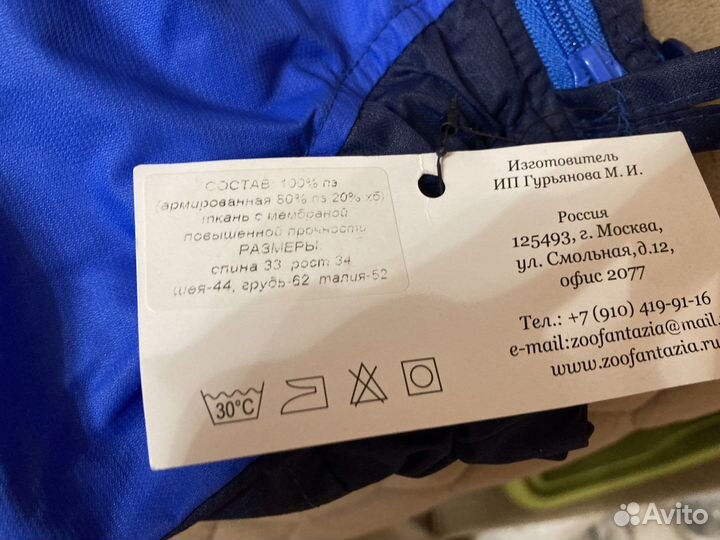 СОСТАВ: 100% пэ
(армированная 80% пэ 20% хб)
ткань с мембраной
повышенной прочности
РАЗМЕРЫ:
спина 33 рост 34
шея-44, грудь-62 талия-52
30°C
Изготовитель
ИП Гурьянова М. И.
Россия
125493, г. Москва,
ул. Смольная, д.12,
офис 2077
Тел.: +7 (910) 419-91-16
e-mail:zoofantazia@mail.
www.zoofantazia.ru
Avito